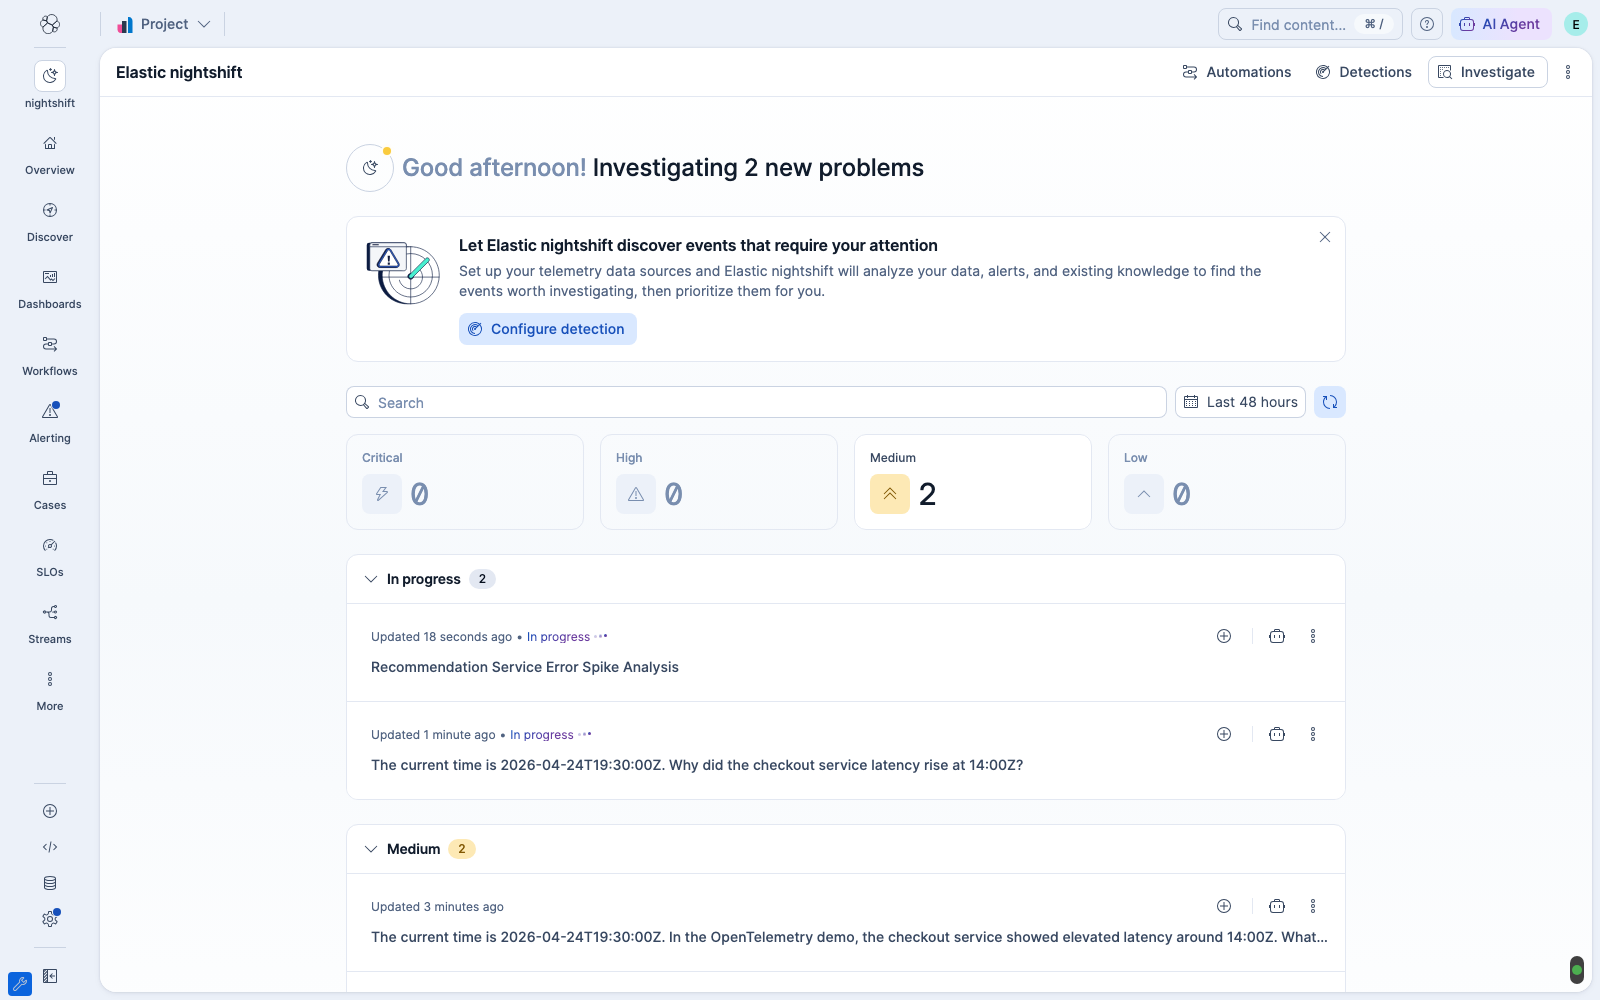 Project
Find content...
⌘ /
AI Agent
E
nightshift
Overview
Discover
Dashboards
Workflows
Alerting
Cases
SLOs
Streams
More
Elastic nightshift
Automations
Detections
Investigate
Good afternoon! Investigating 2 new problems
Let Elastic nightshift discover events that require your attention
Set up your telemetry data sources and Elastic nightshift will analyze your data, alerts, and existing knowledge to find the
events worth investigating, then prioritize them for you.
Configure detection
Search
Last 48 hours
Critical
0
High
0
Medium
2
Low
0
In progress 2
Updated 18 seconds ago • In progress
Recommendation Service Error Spike Analysis
Updated 1 minute ago • In progress
The current time is 2026-04-24T19:30:00Z. Why did the checkout service latency rise at 14:00Z?
Medium 2
Updated 3 minutes ago
The current time is 2026-04-24T19:30:00Z. In the OpenTelemetry demo, the checkout service showed elevated latency around 14:00Z. What...